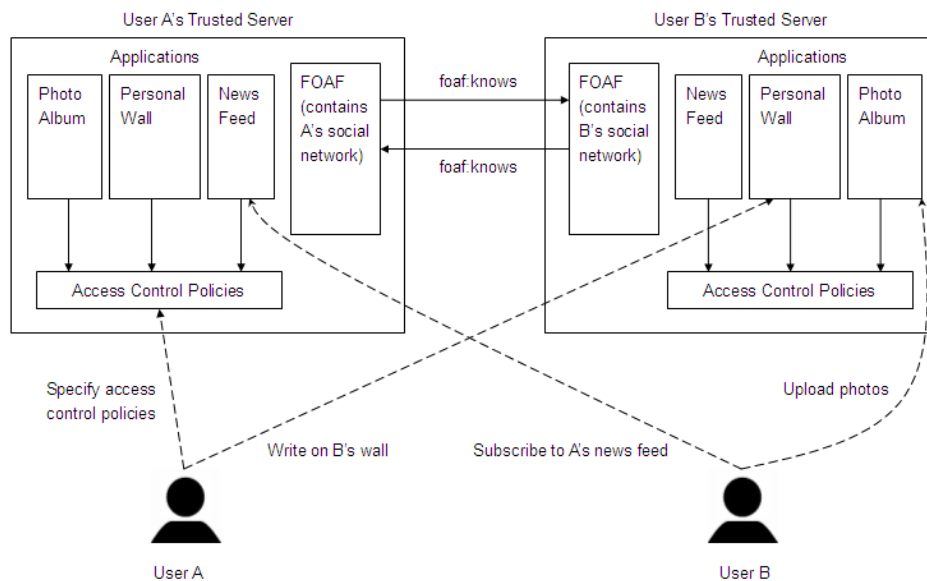 User A's Trusted Server
User B's Trusted Server
Applications
Photo
Album
Personal
Wall
News
Feed
FOAF
(contains
A's social
network)
foaf:knows
foaf:knows
FOAF
(contains
B's social
network)
Applications
News
Feed
Personal
Wall
Photo
Album
Access Control Policies
Access Control Policies
Specify access
control policies
Write on B's wall
Subscribe to A's news feed
Upload photos
User A
User B